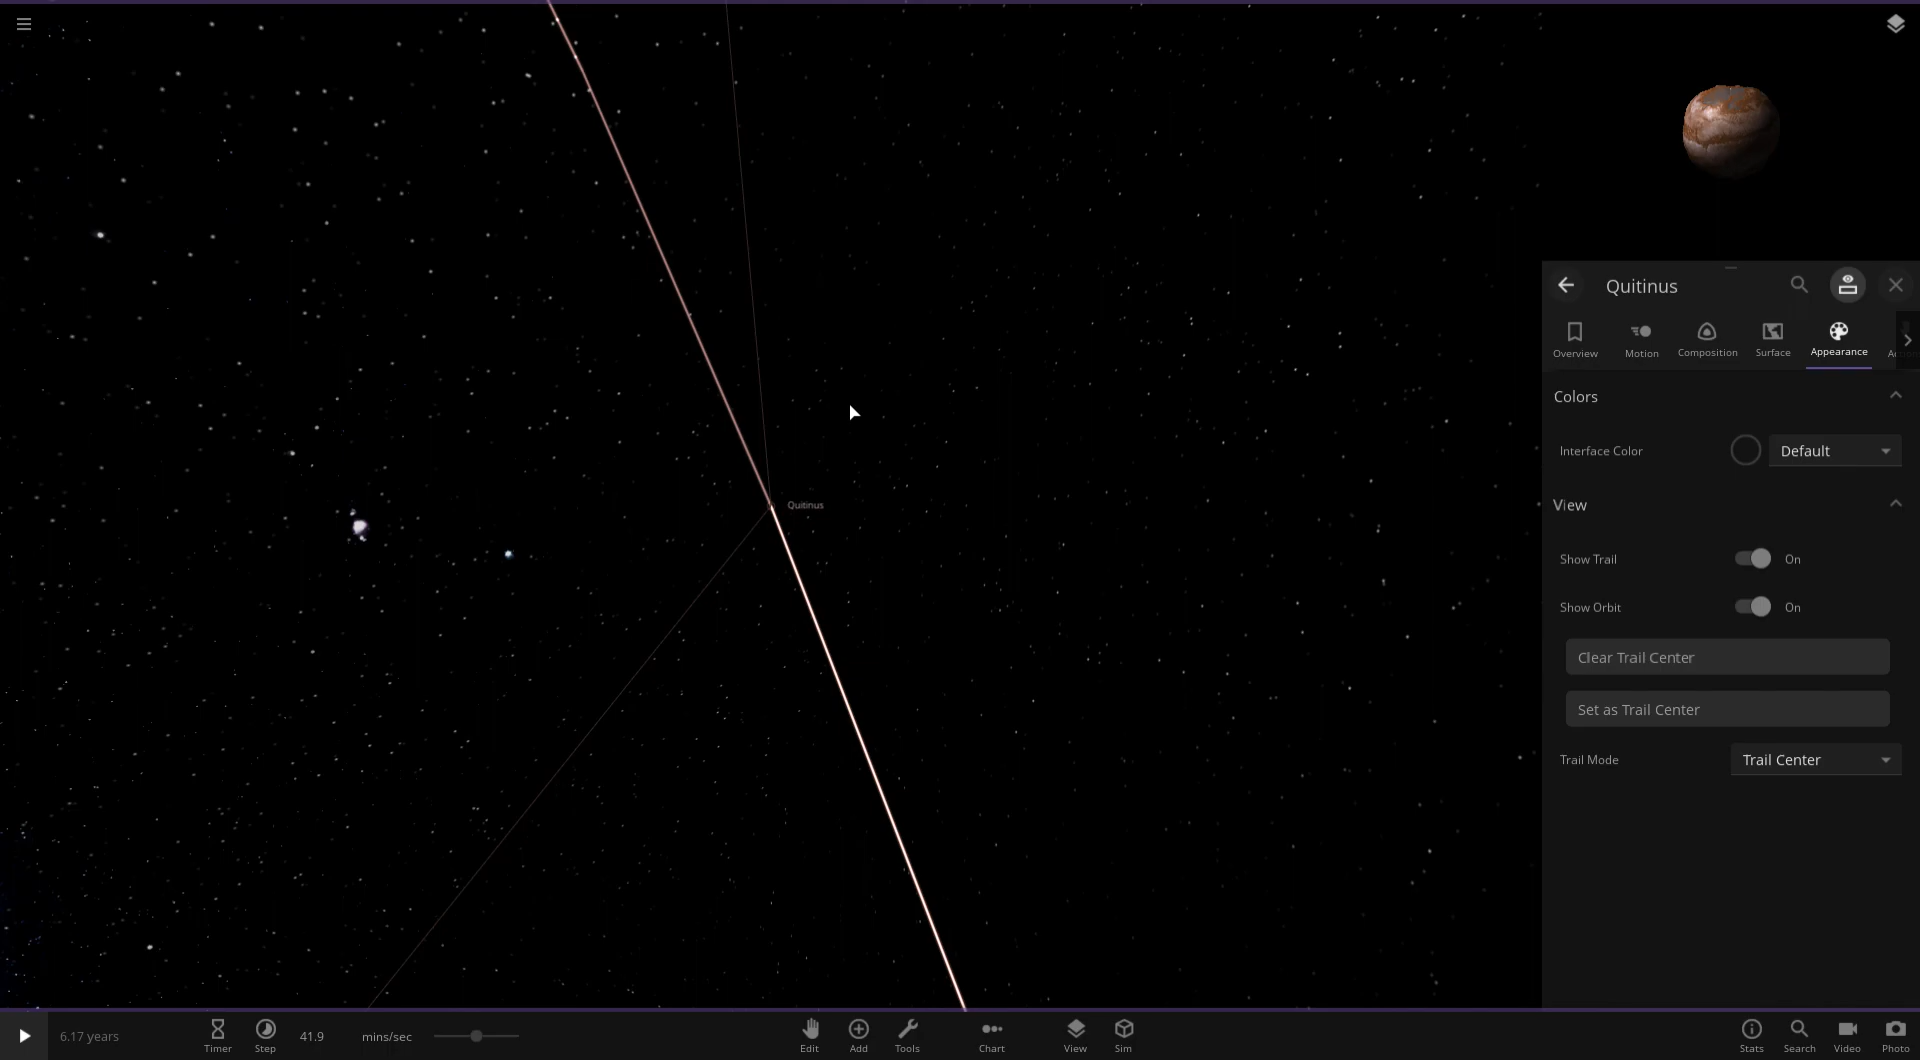 Quitinus
Overview
Motion
Composition
Surface
Appearance
Colors
Interface Color
Default
View
Quitinus
Show Trail
On
Show Orbit
On
Clear Trail Center
Set as Trail Center
Trail Mode
Trail Center
6.17 years
Timer
Step
41.9
mins/sec
Edit
Add
Tools
Chart
View
Sim
Stats
Search
Video
Photo